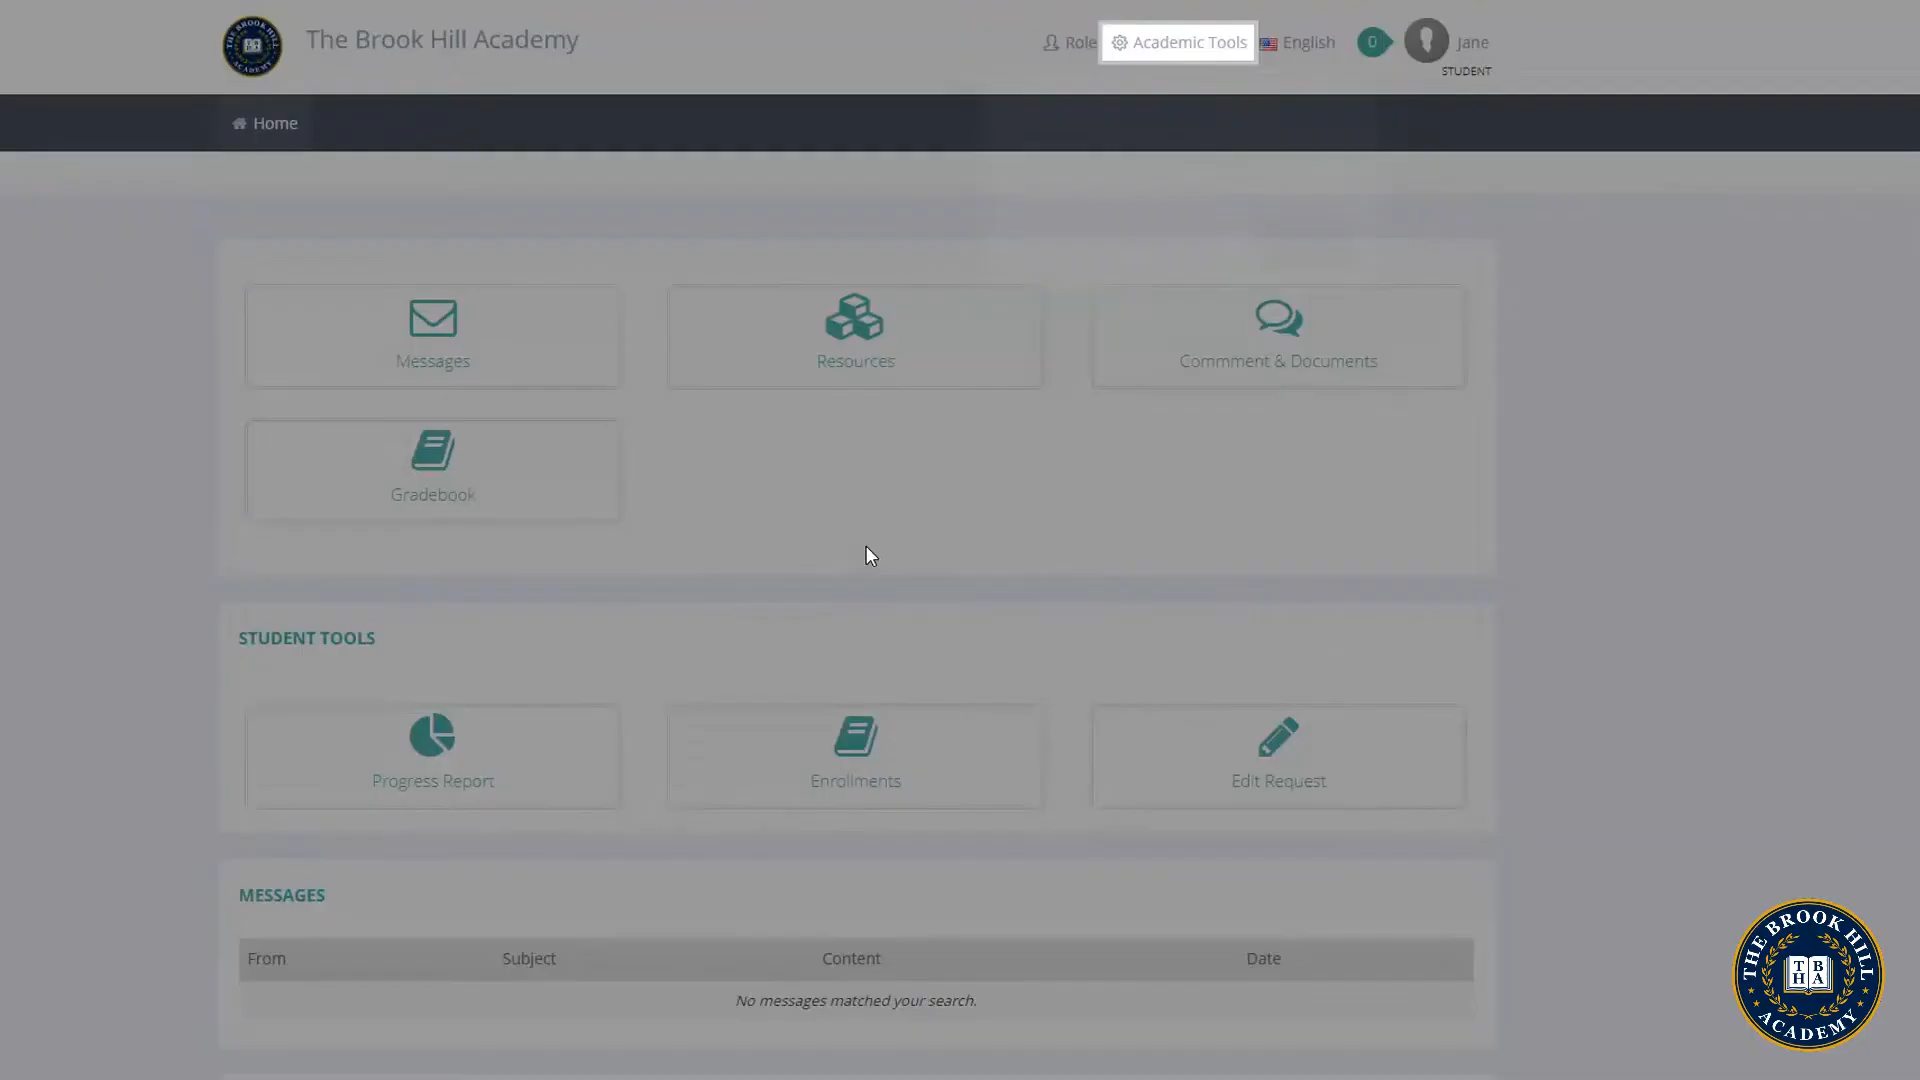 The Brook Hill Academy
Role
Academic Tools
English
0
Jane
STUDENT
Home
Messages
Resources
Commment & Documents
Gradebook
STUDENT TOOLS
Progress Report
Enrollments
Edit Request
MESSAGES
From Subject Content Date
No messages matched your search.
THE BROOK HILL
T B
H A
ACADEMY